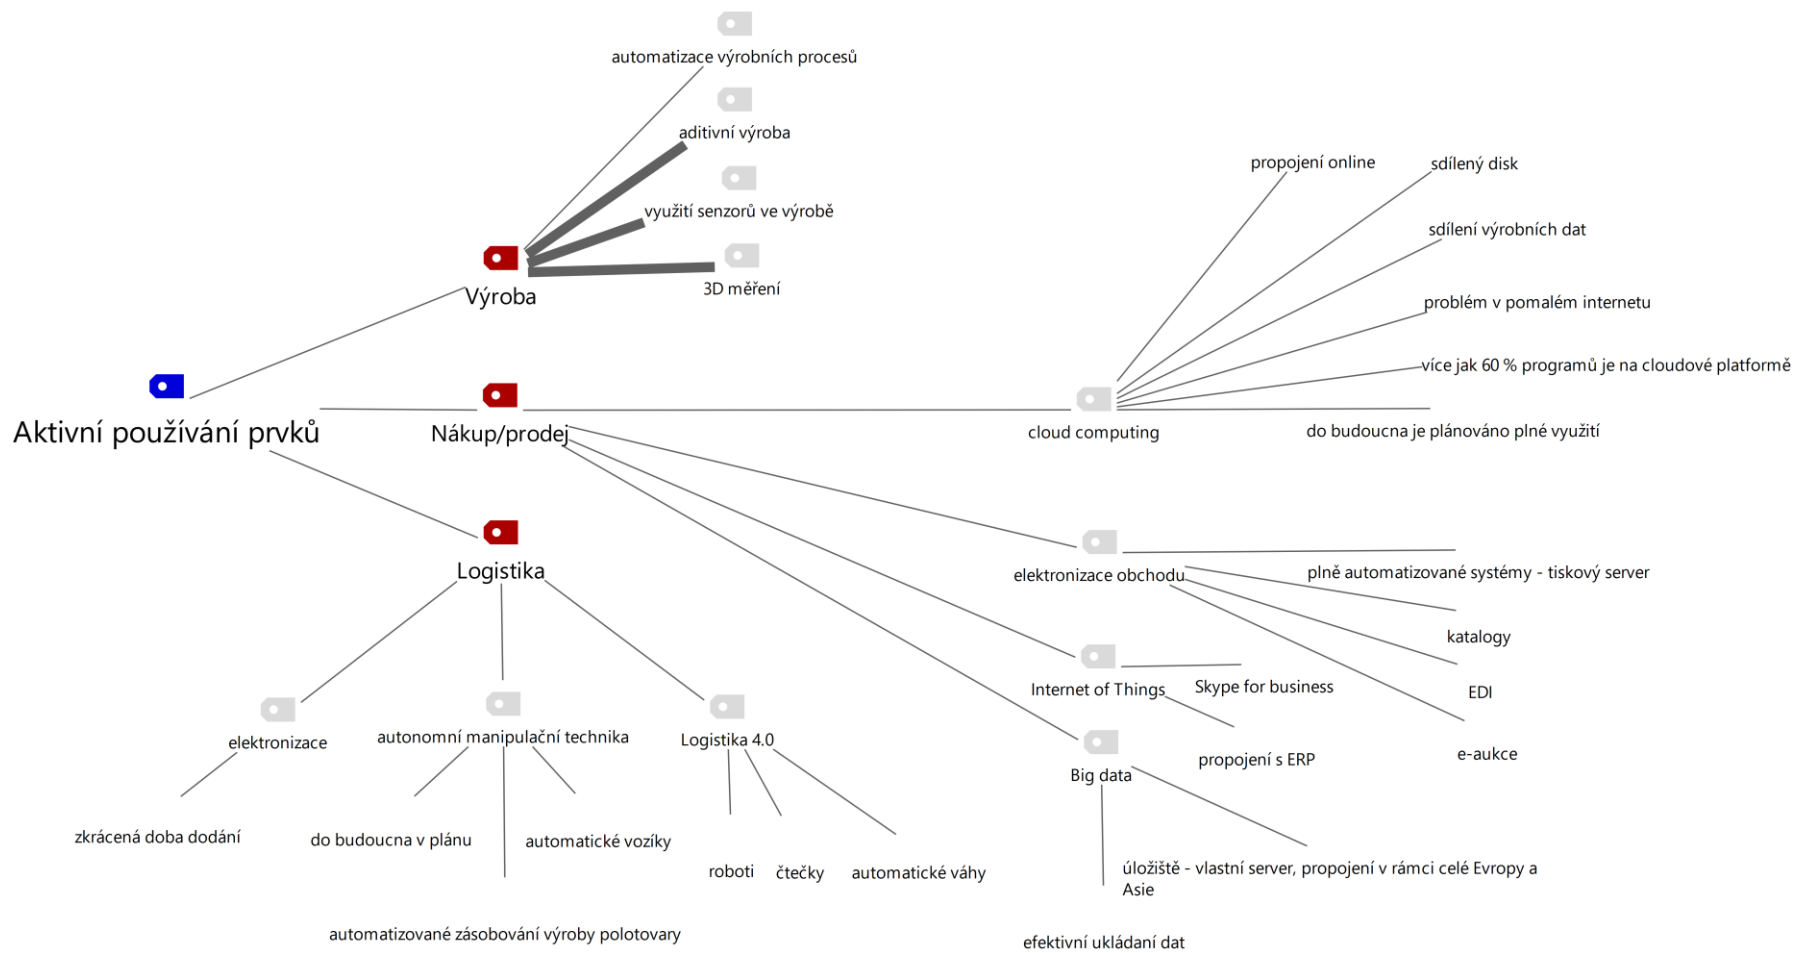 automatizace výrobních procesů
aditivní výroba
využití senzorů ve výrobě
3D měření
Výroba
propojení online
sdílený disk
sdílení výrobních dat
problém v pomalém internetu
více jak 60 % programů je na cloudové platformě
Aktivní používání prvků
Nákup/prodej
cloud computing
do budoucna je plánováno plné využití
Logistika
elektronizace obchodu
plně automatizované systémy - tiskový server
katalogy
EDI
e-aukce
Internet of Things
Skype for business
propojení s ERP
Big data
úložiště - vlastní server, propojení v rámci celé Evropy a
Asie
efektivní ukládaní dat
elektronizace
autonomní manipulační technika
Logistika 4.0
zkrácená doba dodání
do budoucna v plánu
automatické vozíky
roboti
čtečky
automatické váhy
automatizované zásobování výroby polotovary